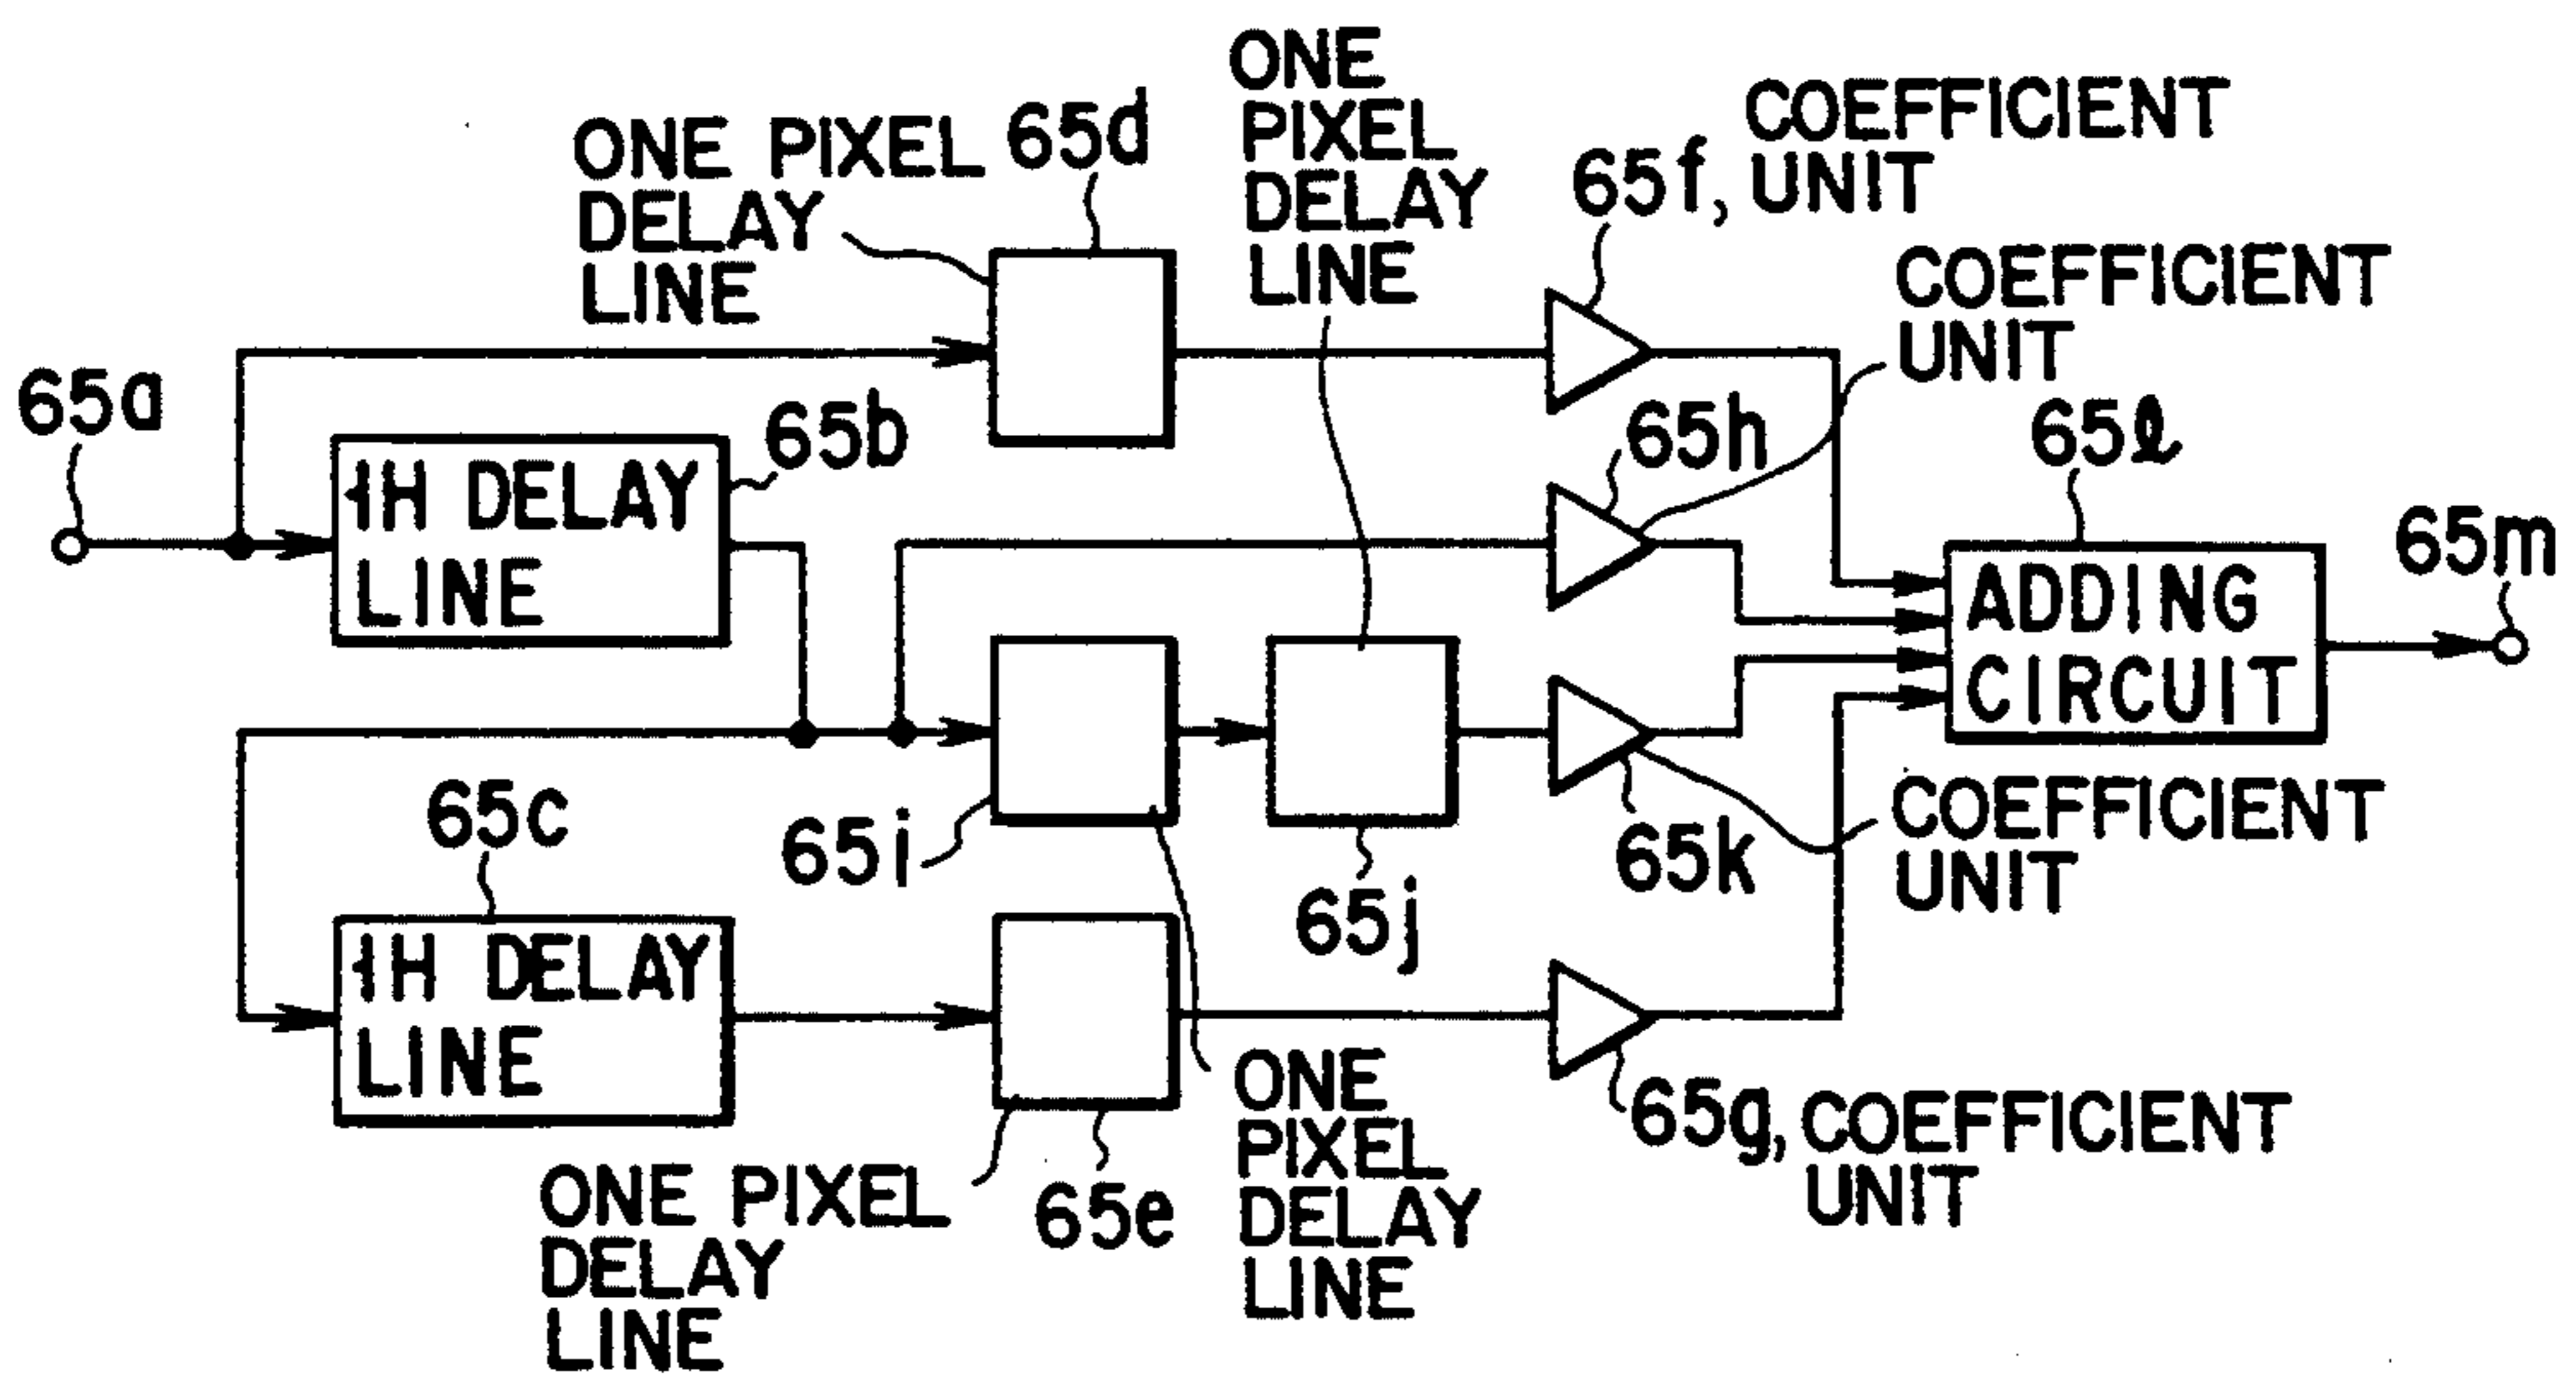 ONE PIXEL
DELAY
LINE
65d
ONE
PIXEL
DELAY
LINE
65f, COEFFICIENT
UNIT
COEFFICIENT
UNIT
65a
65b
1H DELAY
LINE
65h
65ℓ
ADDING
CIRCUIT
65m
65c
1H DELAY
LINE
65i
65j
65k
COEFFICIENT
UNIT
ONE PIXEL
DELAY
LINE
65e
ONE
PIXEL
DELAY
LINE
65g, COEFFICIENT
UNIT